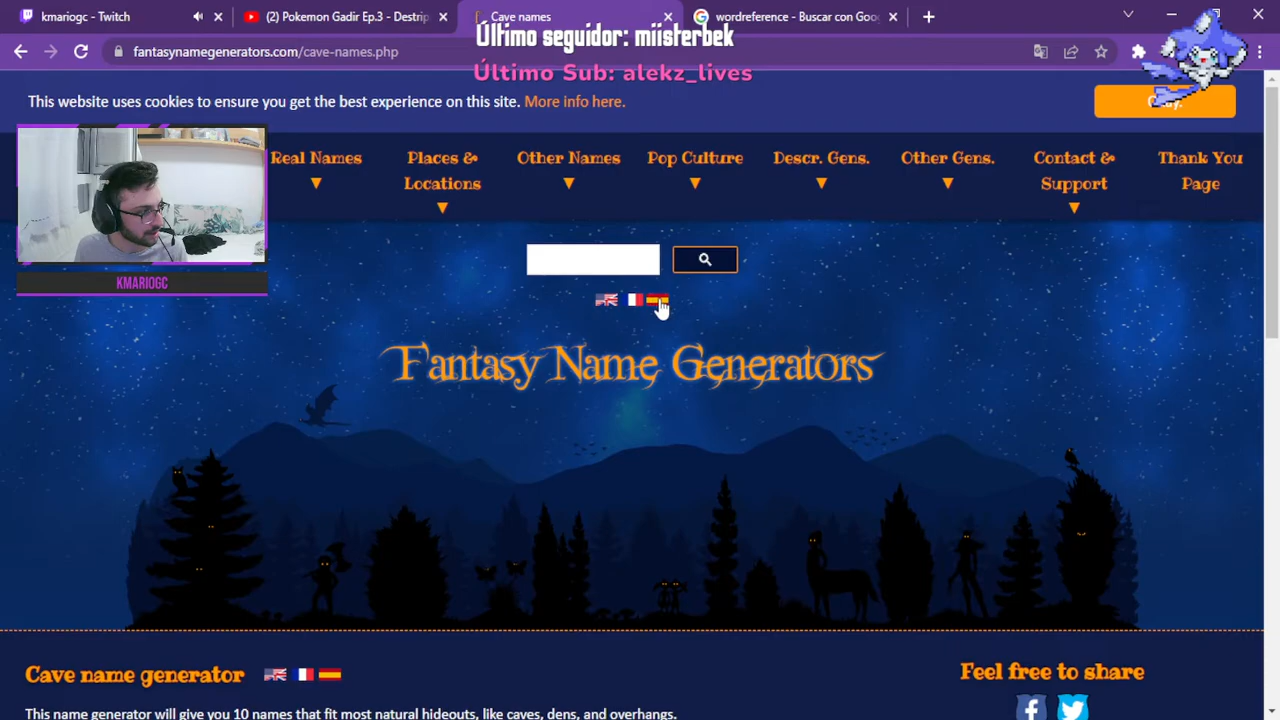 kmariogc - Twitch
(2) Pokemon Gadir Ep.3 - Destrip
Cave names
wordreference - Buscar con Goo
fantasynamegenerators.com/cave-names.php
Último seguidor: miisterbek
Último Sub: alekz_lives
This website uses cookies to ensure you get the best experience on this site. More info here.
Real Names
Places & Locations
Other Names
Pop Culture
Descr. Gens.
Other Gens.
Contact & Support
Thank You Page
KMARIOGC
Fantasy Name Generators
Cave name generator
Feel free to share
This name generator will give you 10 names that fit most natural hideouts, like caves, dens, and overhangs.